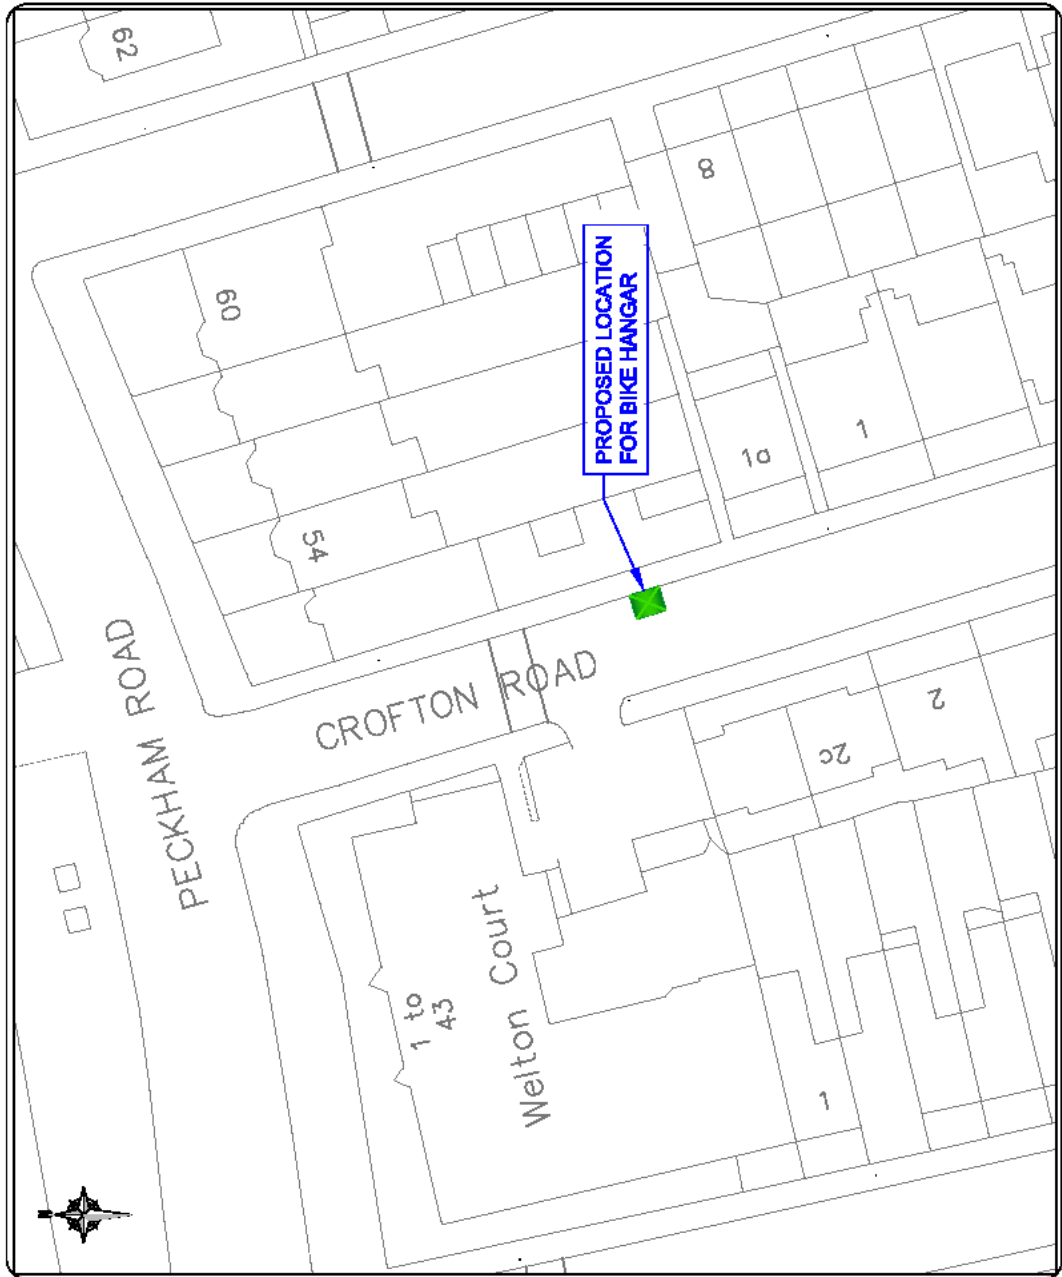 62
8
60
PROPOSED LOCATION
FOR BIKE HANGAR
1
1a
54
PECKHAM ROAD
CROFTON ROAD
2
2c
Welton Court
1 to
43
1
N